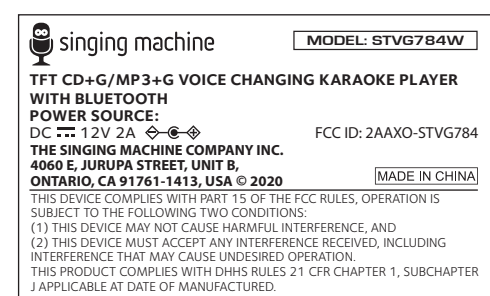 singing machine
MODEL: STVG784W
TFT CD+G/MP3+G VOICE CHANGING KARAOKE PLAYER
WITH BLUETOOTH
POWER SOURCE:
DC 12V 2A
FCC ID: 2AAXO-STVG784
THE SINGING MACHINE COMPANY INC.
4060 E, JURUPA STREET, UNIT B,
ONTARIO, CA 91761-1413, USA © 2020
MADE IN CHINA
THIS DEVICE COMPLIES WITH PART 15 OF THE FCC RULES, OPERATION IS
SUBJECT TO THE FOLLOWING TWO CONDITIONS:
(1) THIS DEVICE MAY NOT CAUSE HARMFUL INTERFERENCE, AND
(2) THIS DEVICE MUST ACCEPT ANY INTERFERENCE RECEIVED, INCLUDING
INTERFERENCE THAT MAY CAUSE UNDESIRED OPERATION.
THIS PRODUCT COMPLIES WITH DHHS RULES 21 CFR CHAPTER 1, SUBCHAPTER
J APPLICABLE AT DATE OF MANUFACTURED.